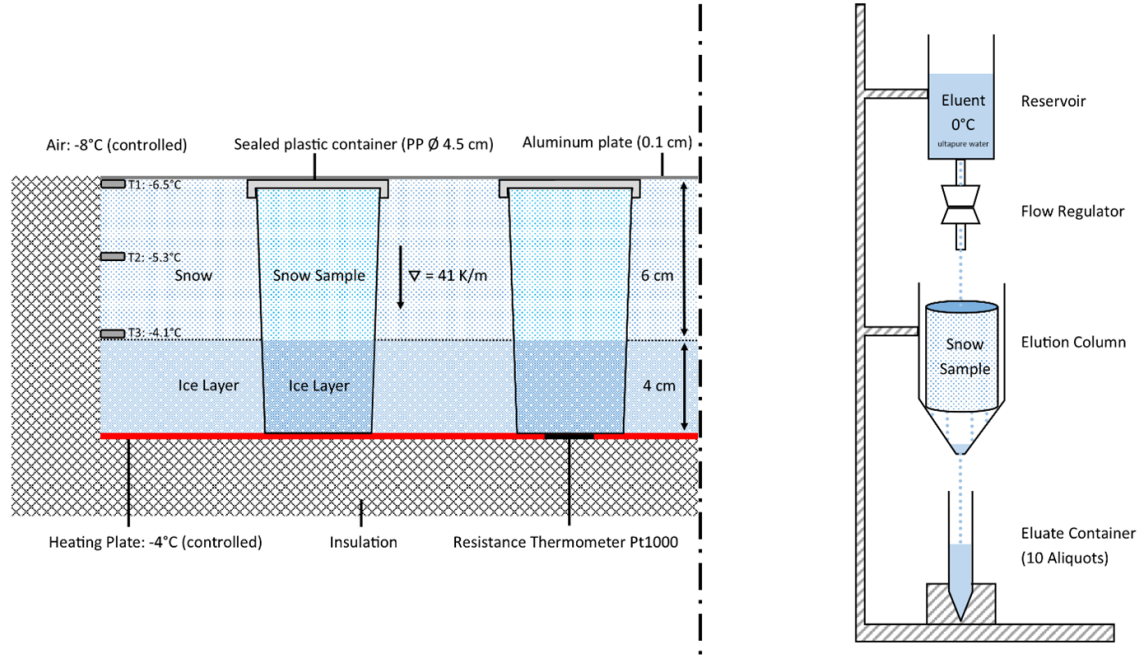 Air: -8°C (controlled)
Sealed plastic container (PP Ø 4.5 cm)
Aluminum plate (0.1 cm)
T1: -6.5°C
T2: -5.3°C
Snow
Snow Sample
∇ = 41 K/m
6 cm
T3: -4.1°C
Ice Layer
Ice Layer
4 cm
Heating Plate: -4°C (controlled)
Insulation
Resistance Thermometer Pt1000
Eluent
0°C
ultapure water
Reservoir
Flow Regulator
Snow
Sample
Elution Column
Eluate Container
(10 Aliquots)